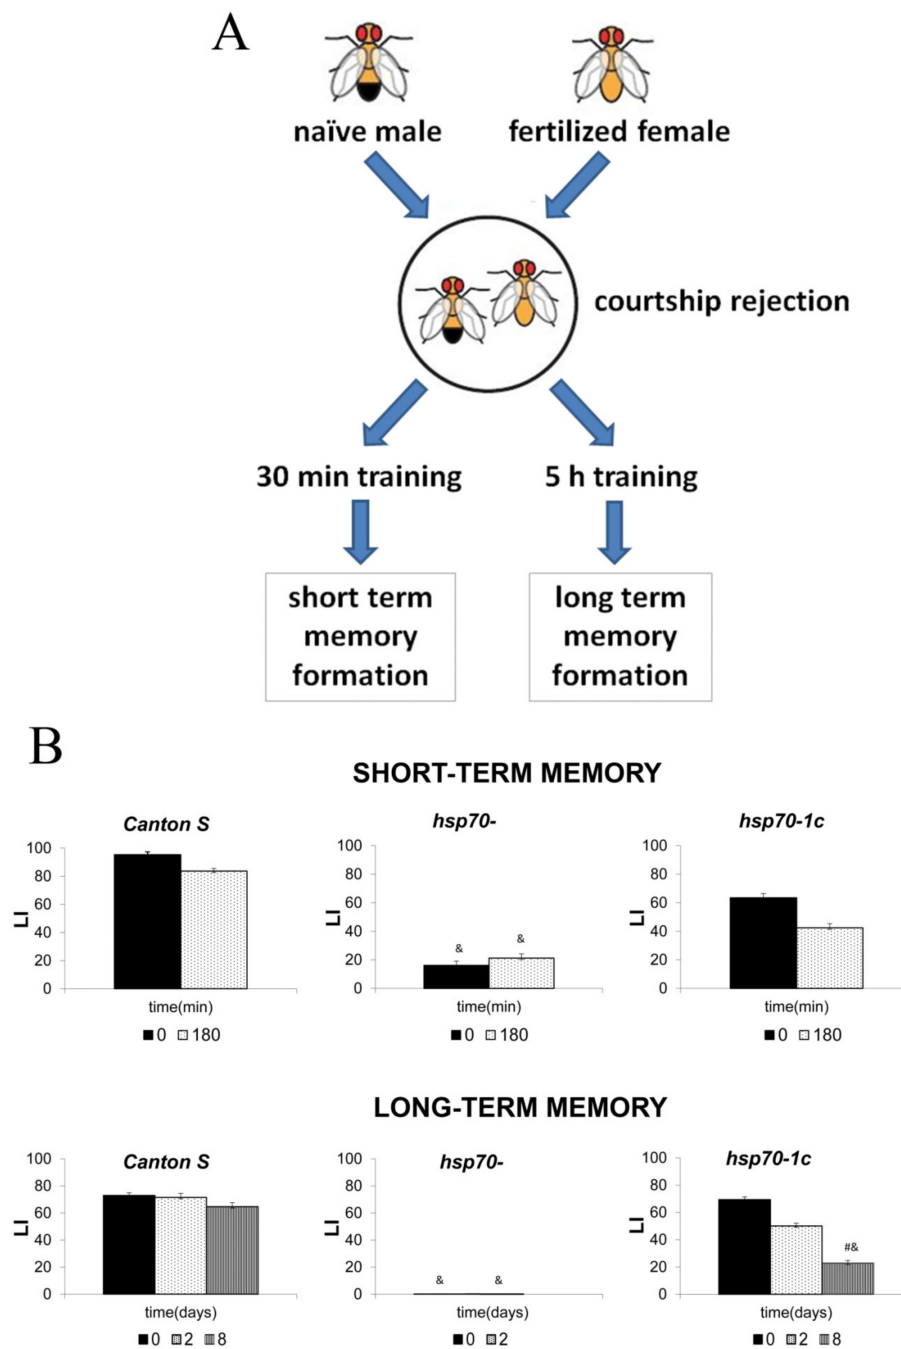 A
naïve male
fertilized female
courtship rejection
30 min training
5 h training
short term
memory
formation
long term
memory
formation
B
SHORT-TERM MEMORY
Canton S
100
80
60
40
20
0
LI
time(min)
0 180
hsp70-
100
80
60
40
20
0
LI
& &
time(min)
0 180
hsp70-1c
100
80
60
40
20
0
LI
time(min)
0 180
LONG-TERM MEMORY
Canton S
100
80
60
40
20
0
LI
time(days)
0 2 8
hsp70-
100
80
60
40
20
0
LI
& &
time(days)
0 2
hsp70-1c
100
80
60
40
20
0
LI
#&
time(days)
0 2 8